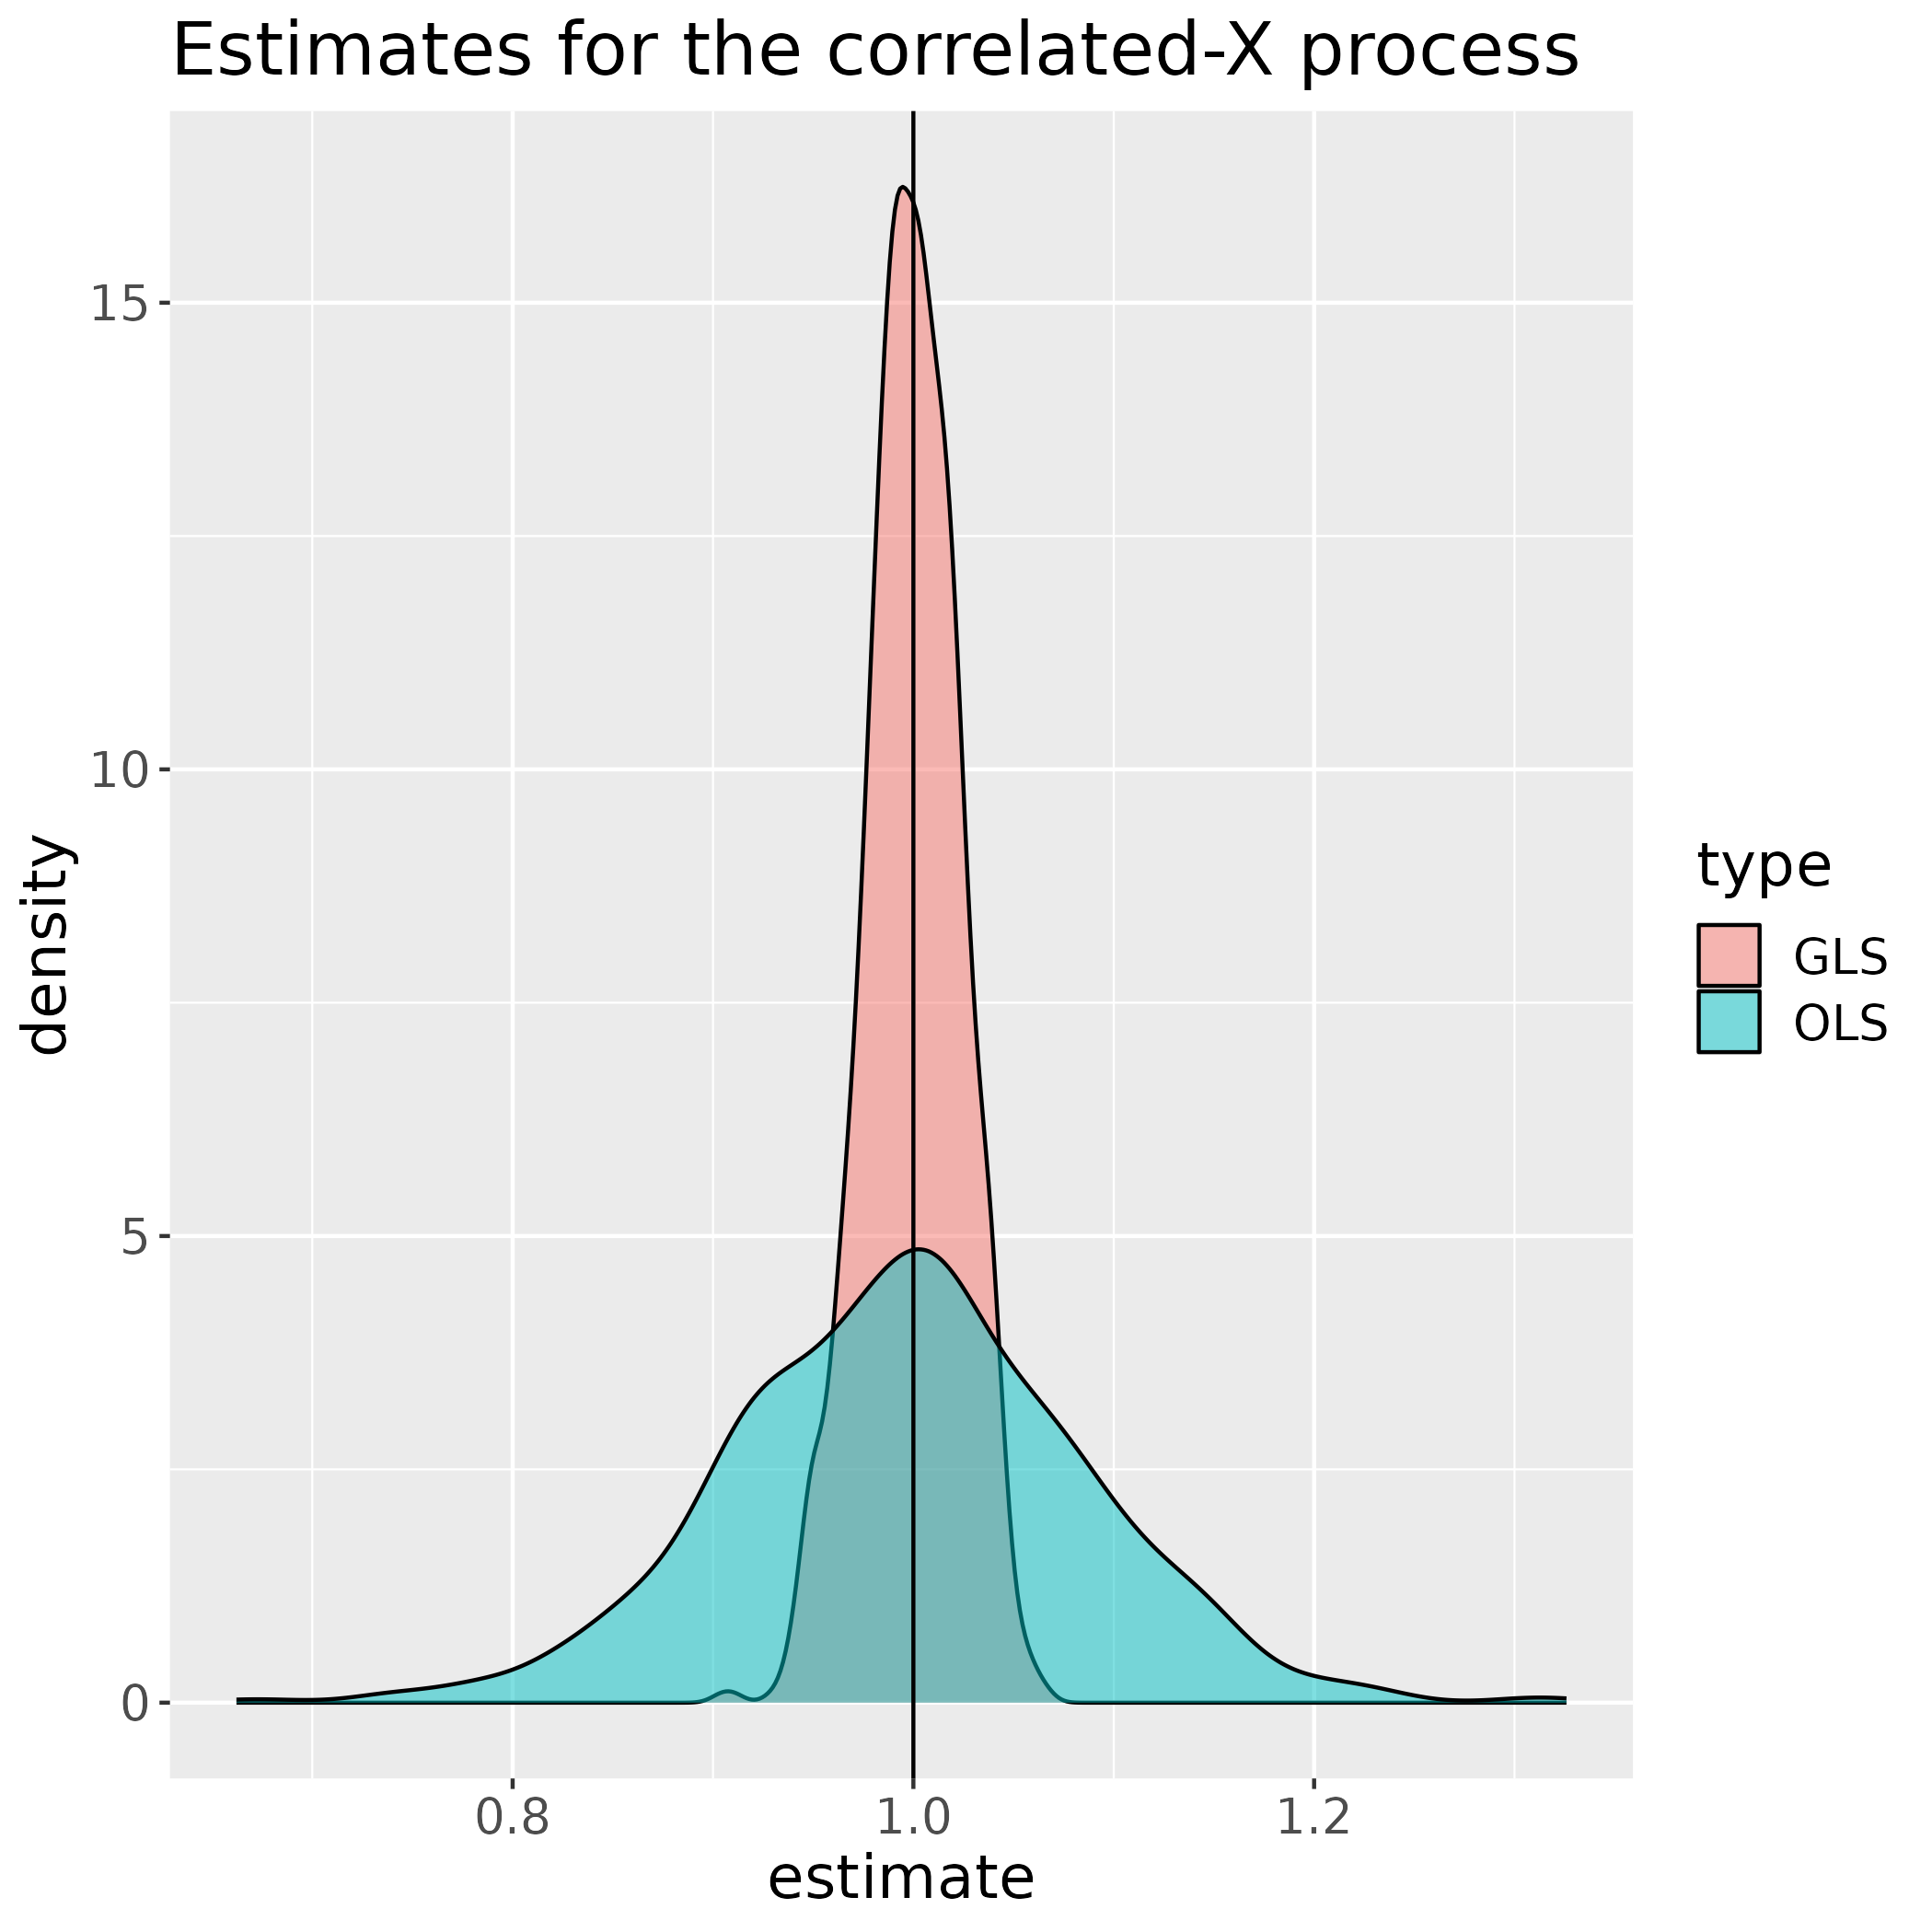 Estimates for the correlated-X process
15
10
5
0
density
0.8
1.0
1.2
estimate
type
GLS
OLS